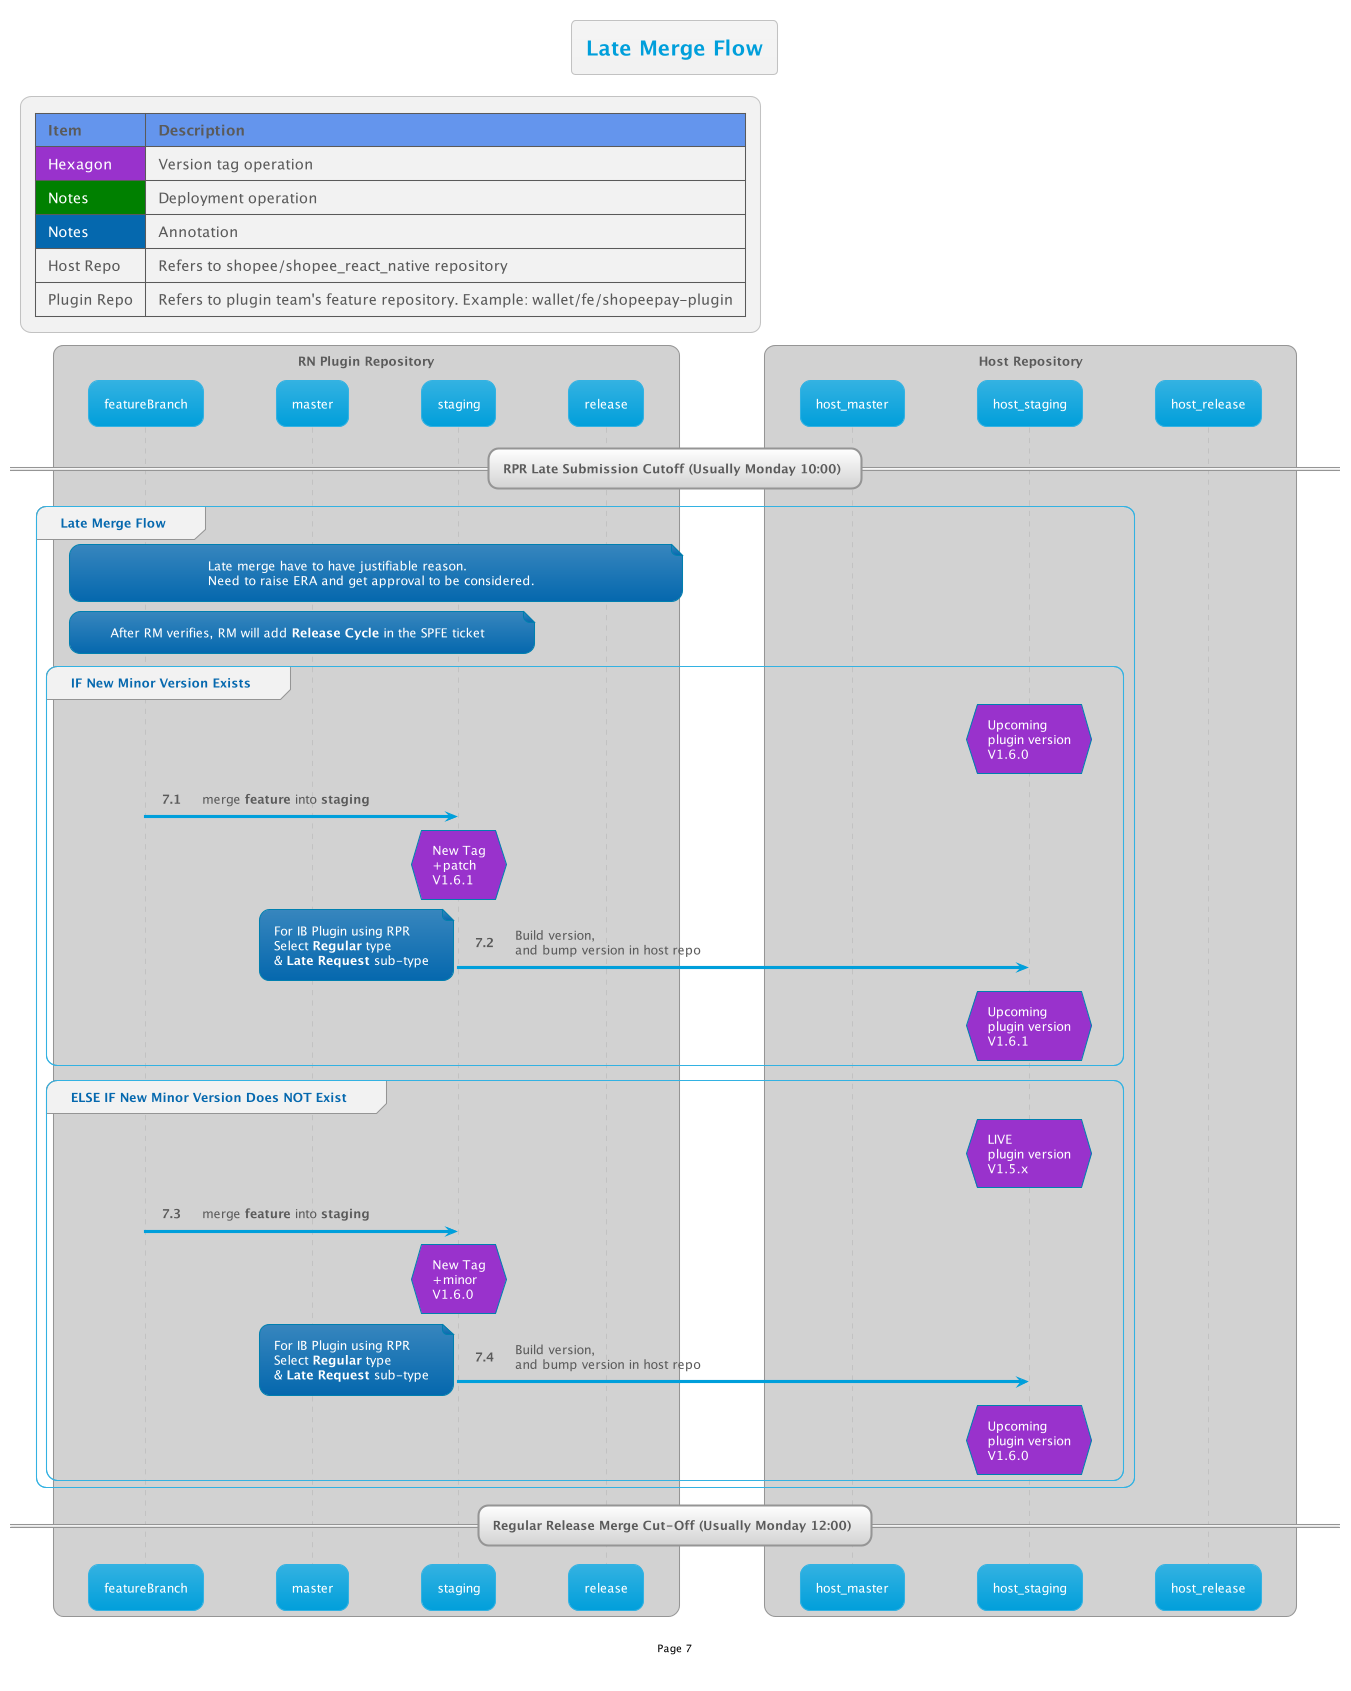 Late Merge Flow
Item Description
Hexagon Version tag operation
Notes Deployment operation
Notes Annotation
Host Repo Refers to shopee/shopee_react_native repository
Plugin Repo Refers to plugin team's feature repository. Example: wallet/fe/shopeepay-plugin
RN Plugin Repository Host Repository
featureBranch master staging release host_master host_staging host_release
RPR Late Submission Cutoff (Usually Monday 10:00)
Late Merge Flow
Late merge have to have justifiable reason.
Need to raise ERA and get approval to be considered.
After RM verifies, RM will add Release Cycle in the SPFE ticket
IF New Minor Version Exists
Upcoming
plugin version
V1.6.0
7.1 merge feature into staging
New Tag
+patch
V1.6.1
For IB Plugin using RPR
Select Regular type
& Late Request sub-type
7.2 Build version,
and bump version in host repo
Upcoming
plugin version
V1.6.1
ELSE IF New Minor Version Does NOT Exist
LIVE
plugin version
V1.5.x
7.3 merge feature into staging
New Tag
+minor
V1.6.0
For IB Plugin using RPR
Select Regular type
& Late Request sub-type
7.4 Build version,
and bump version in host repo
Upcoming
plugin version
V1.6.0
Regular Release Merge Cut-Off (Usually Monday 12:00)
featureBranch master staging release host_master host_staging host_release
Page 7